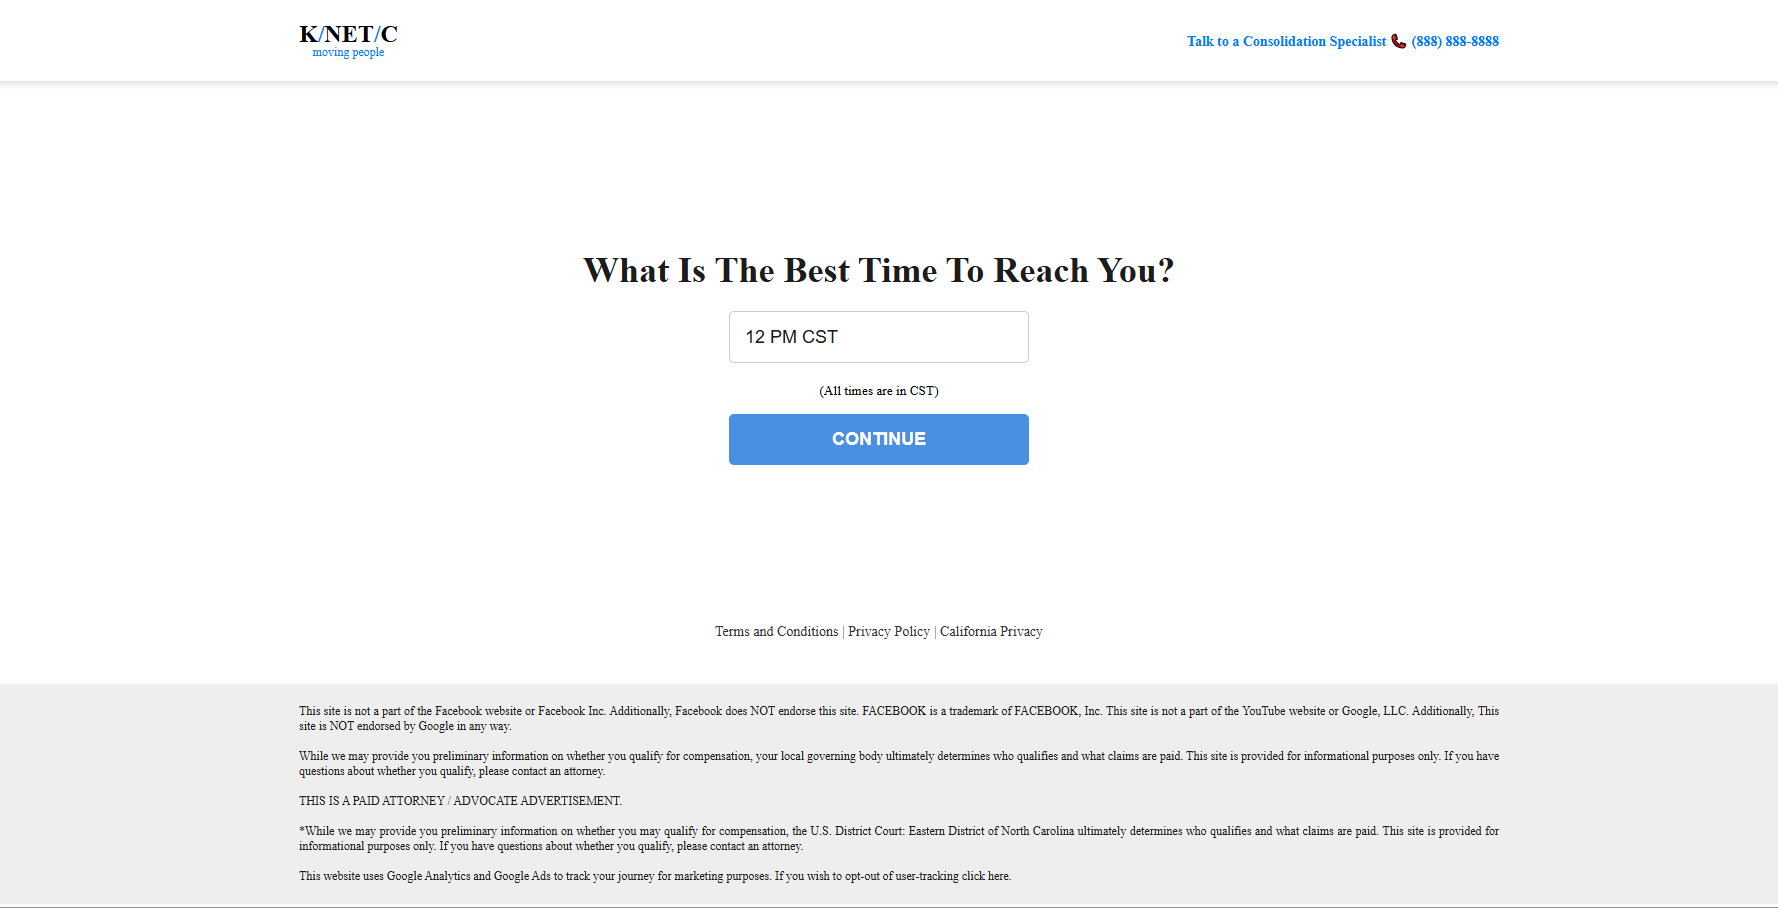 K/NET/C
moving people
Talk to a Consolidation Specialist (888) 888-8888
What Is The Best Time To Reach You?
12 PM CST
(All times are in CST)
CONTINUE
Terms and Conditions | Privacy Policy | California Privacy
This site is not a part of the Facebook website or Facebook Inc. Additionally, Facebook does NOT endorse this site. FACEBOOK is a trademark of FACEBOOK, Inc. This site is not a part of the YouTube website or Google, LLC. Additionally, This
site is NOT endorsed by Google in any way.
While we may provide you preliminary information on whether you qualify for compensation, your local governing body ultimately determines who qualifies and what claims are paid. This site is provided for informational purposes only. If you have
questions about whether you qualify, please contact an attorney.
THIS IS A PAID ATTORNEY / ADVOCATE ADVERTISEMENT.
*While we may provide you preliminary information on whether you may qualify for compensation, the U.S. District Court: Eastern District of North Carolina ultimately determines who qualifies and what claims are paid. This site is provided for
informational purposes only. If you have questions about whether you qualify, please contact an attorney.
This website uses Google Analytics and Google Ads to track your journey for marketing purposes. If you wish to opt-out of user-tracking click here.